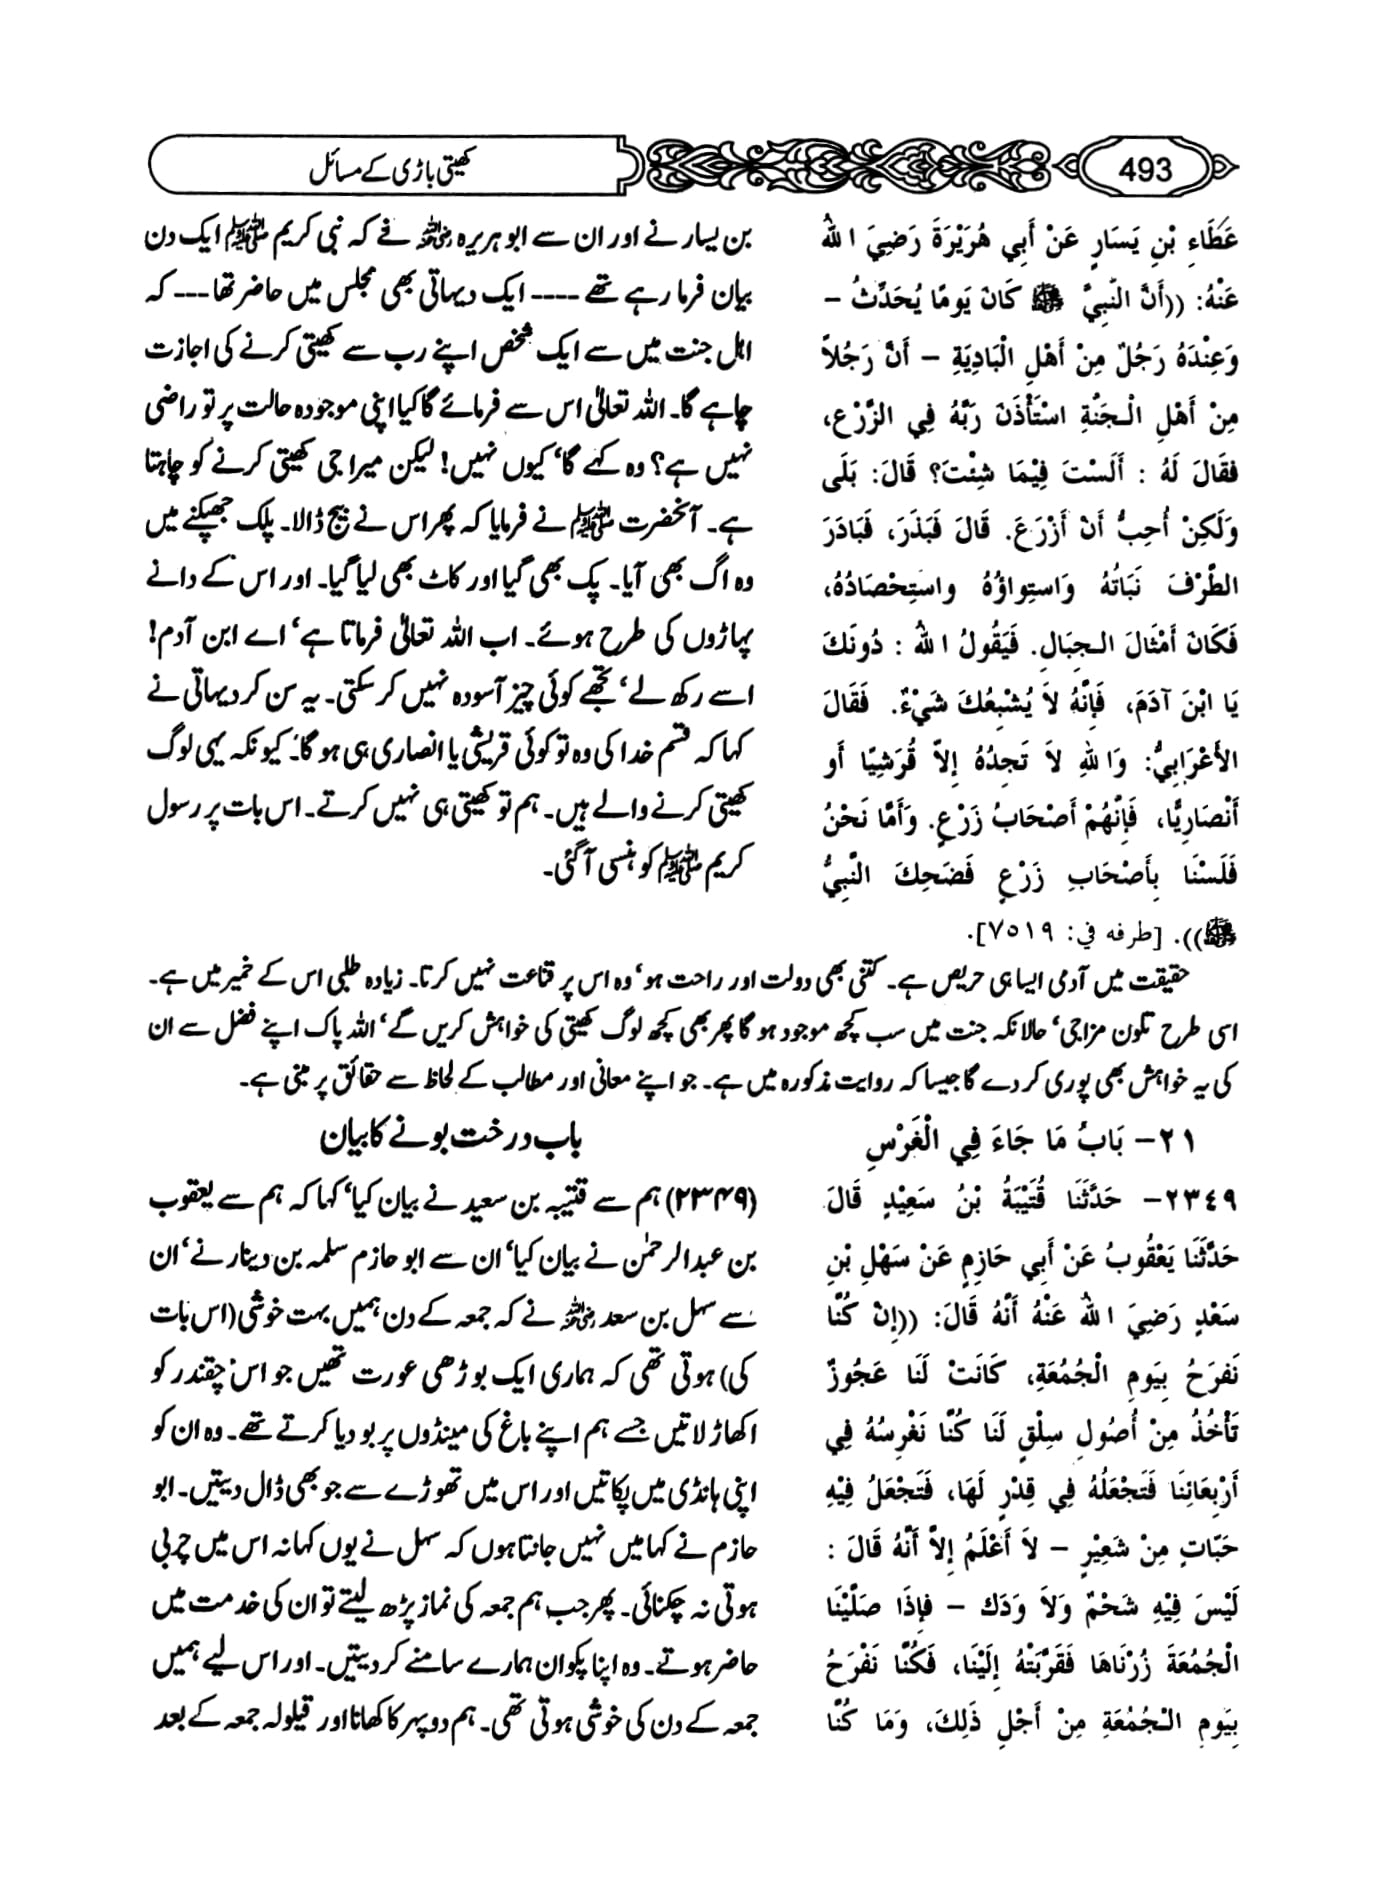 493
کھیتی باڑی کے مسائل
عَطَاءِ بْنِ يَسَارٍ عَنْ أَبِي هُرَيْرَةَ رَضِيَ اللهُ
عَنْهُ: ((أَنَّ النَّبِيَّ ﷺ كَانَ يَومًا يُحَدِّثُ –
وَعِنْدَهُ رَجُلٌ مِنْ أَهْلِ الْبَادِيَةِ – أَنَّ رَجُلاً
مِنْ أَهْلِ الْجَنَّةِ اسْتَأْذَنَ رَبَّهُ فِي الزَّرْعِ،
فَقَالَ لَهُ : أَلَسْتَ فِيْمَا شِئْتَ؟ قَالَ: بَلَى
وَلَكِنْ أُحِبُّ أَنْ أَزْرَعَ. قَالَ فَبَذَرَ، فَبَادَرَ
الطَّرْفَ نَبَاتُهُ وَاسْتِواؤُهُ واسْتِحْصَادُهُ،
فَكَانَ أَمْثَالَ الـجِبَالِ. فَيَقُولُ اللهُ : دُونَكَ
يَا ابْنَ آدَمَ، فَإِنَّهُ لاَ يُشْبِعُكَ شَيْءٌ. فَقَالَ
الأَعْرَابِيُّ: وَاللهِ لاَ تَجِدُهُ إِلاَّ قُرَشِيًا أَو
أَنْصَارِيًّا، فَإِنَّهُمْ أَصْحَابُ زَرْعٍ. وَأَمَّا نَحْنُ
فَلَسْنَا بِأَصْحَابِ زَرْعٍ فَضَحِكَ النَّبِيُّ
ﷺ)). [طرفه في: ٧٥١٩].
بن یسار نے اور ان سے ابو ہریرہ رضی اللہ عنہ نے کہ نبی کریم ﷺ ایک دن
بیان فرما رہے تھے ---- ایک دیہاتی بھی مجلس میں حاضر تھا --- کہ
اہل جنت میں سے ایک شخص اپنے رب سے کھیتی کرنے کی اجازت
چاہے گا۔ اللہ تعالیٰ اس سے فرمائے گا کیا اپنی موجودہ حالت پر تو راضی
نہیں ہے؟ وہ کہے گا‘ کیوں نہیں! لیکن میرا جی کھیتی کرنے کو چاہتا
ہے۔ آنحضرت ﷺ نے فرمایا کہ پھر اس نے بیج ڈالا۔ پلک جھپکنے میں
وہ اگ بھی آیا۔ پک بھی گیا اور کاٹ بھی لیا گیا۔ اور اس کے دانے
پہاڑوں کی طرح ہوئے۔ اب اللہ تعالیٰ فرماتا ہے‘ اے ابن آدم!
اسے رکھ لے‘ تجھے کوئی چیز آسودہ نہیں کر سکتی۔ یہ سن کر دیہاتی نے
کہا کہ قسم خدا کی وہ تو کوئی قریشی یا انصاری ہی ہو گا۔ کیونکہ یہی لوگ
کھیتی کرنے والے ہیں۔ ہم تو کھیتی ہی نہیں کرتے۔ اس بات پر رسول
کریم ﷺ کو ہنسی آگئی۔
حقیقت میں آدمی ایسا ہی حریص ہے۔ کتنی بھی دولت اور راحت ہو‘ وہ اس پر قناعت نہیں کرتا۔ زیادہ طلبی اس کے خمیر میں ہے۔
اسی طرح تلون مزاجی‘ حالانکہ جنت میں سب کچھ موجود ہو گا پھر بھی کچھ لوگ کھیتی کی خواہش کریں گے‘ اللہ پاک اپنے فضل سے ان
کی یہ خواہش بھی پوری کر دے گا جیسا کہ روایت مذکورہ میں ہے۔ جو اپنے معانی اور مطالب کے لحاظ سے حقائق پر مبنی ہے۔
٢١– بَابُ مَا جَاءَ فِي الْغَرْسِ
باب درخت بونے کا بیان
٢٣٤٩– حَدَّثَنَا قُتَيْبَةُ بْنُ سَعِيْدٍ قَالَ
حَدَّثَنَا يَعْقُوبُ عَنْ أَبِي حَازِمٍ عَنْ سَهْلِ بْنِ
سَعْدٍ رَضِيَ اللهُ عَنْهُ أَنَّهُ قَالَ: ((إِنْ كُنَّا
نَفرَحُ بِيَومِ الْجُمُعَةِ، كَانَتْ لَنَا عَجُوزٌ
تَأْخُذُ مِنْ أُصُولِ سِلْقٍ لَنَا كُنَّا نَغْرِسُهُ فِي
أَرْبِعَائِنَا فَتَجْعَلُهُ فِي قِدْرٍ لَهَا، فَتَجْعَلُ فِيْهِ
حَبَّاتٍ مِنْ شَعِيْرٍ – لاَ أَعْلَمُ إِلاَّ أَنَّهُ قَالَ :
لَيْسَ فِيْهِ شَحْمٌ وَلاَ وَدَك – فَإِذَا صَلَّيْنَا
الْجُمُعَةَ زُرْنَاهَا فَقَرَّبَتْهُ إِلَيْنَا، فَكُنَّا نَفْرَحُ
بِيَومِ الـْجُمُعَةِ مِنْ أَجْلِ ذَلِكَ، وَمَا كُنَّا
(۲۳۴۹) ہم سے قتیبہ بن سعید نے بیان کیا‘ کہا کہ ہم سے یعقوب
بن عبدالرحمٰن نے بیان کیا‘ ان سے ابو حازم سلمہ بن دینار نے‘ ان
سے سہل بن سعد رضی اللہ عنہ نے کہ جمعہ کے دن ہمیں بہت خوشی (اس بات
کی) ہوتی تھی کہ ہماری ایک بوڑھی عورت تھیں جو اس چقندر کو
اکھاڑ لاتیں جسے ہم اپنے باغ کی مینڈوں پر بو دیا کرتے تھے۔ وہ ان کو
اپنی ہانڈی میں پکاتیں اور اس میں تھوڑے سے جو بھی ڈال دیتیں۔ ابو
حازم نے کہا میں نہیں جانتا ہوں کہ سہل نے یوں کہا نہ اس میں چربی
ہوتی نہ چکنائی۔ پھر جب ہم جمعہ کی نماز پڑھ لیتے تو ان کی خدمت میں
حاضر ہوتے۔ وہ اپنا پکوان ہمارے سامنے کر دیتیں۔ اور اس لیے ہمیں
جمعہ کے دن کی خوشی ہوتی تھی۔ ہم دوپہر کا کھانا اور قیلولہ جمعہ کے بعد